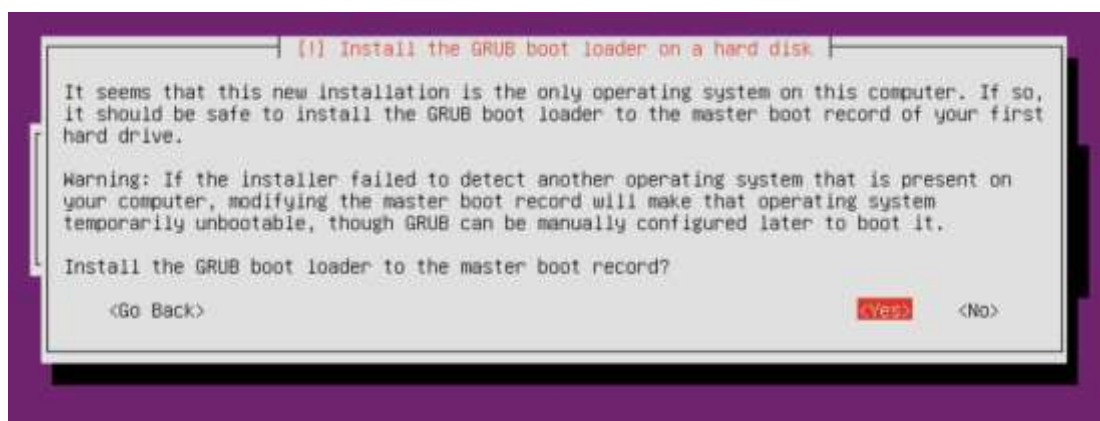 [!] Install the GRUB boot loader on a hard disk
It seems that this new installation is the only operating system on this computer. If so,
it should be safe to install the GRUB boot loader to the master boot record of your first
hard drive.
Warning: If the installer failed to detect another operating system that is present on
your computer, modifying the master boot record will make that operating system
temporarily unbootable, though GRUB can be manually configured later to boot it.
Install the GRUB boot loader to the master boot record?
<Go Back> <Yes> <No>